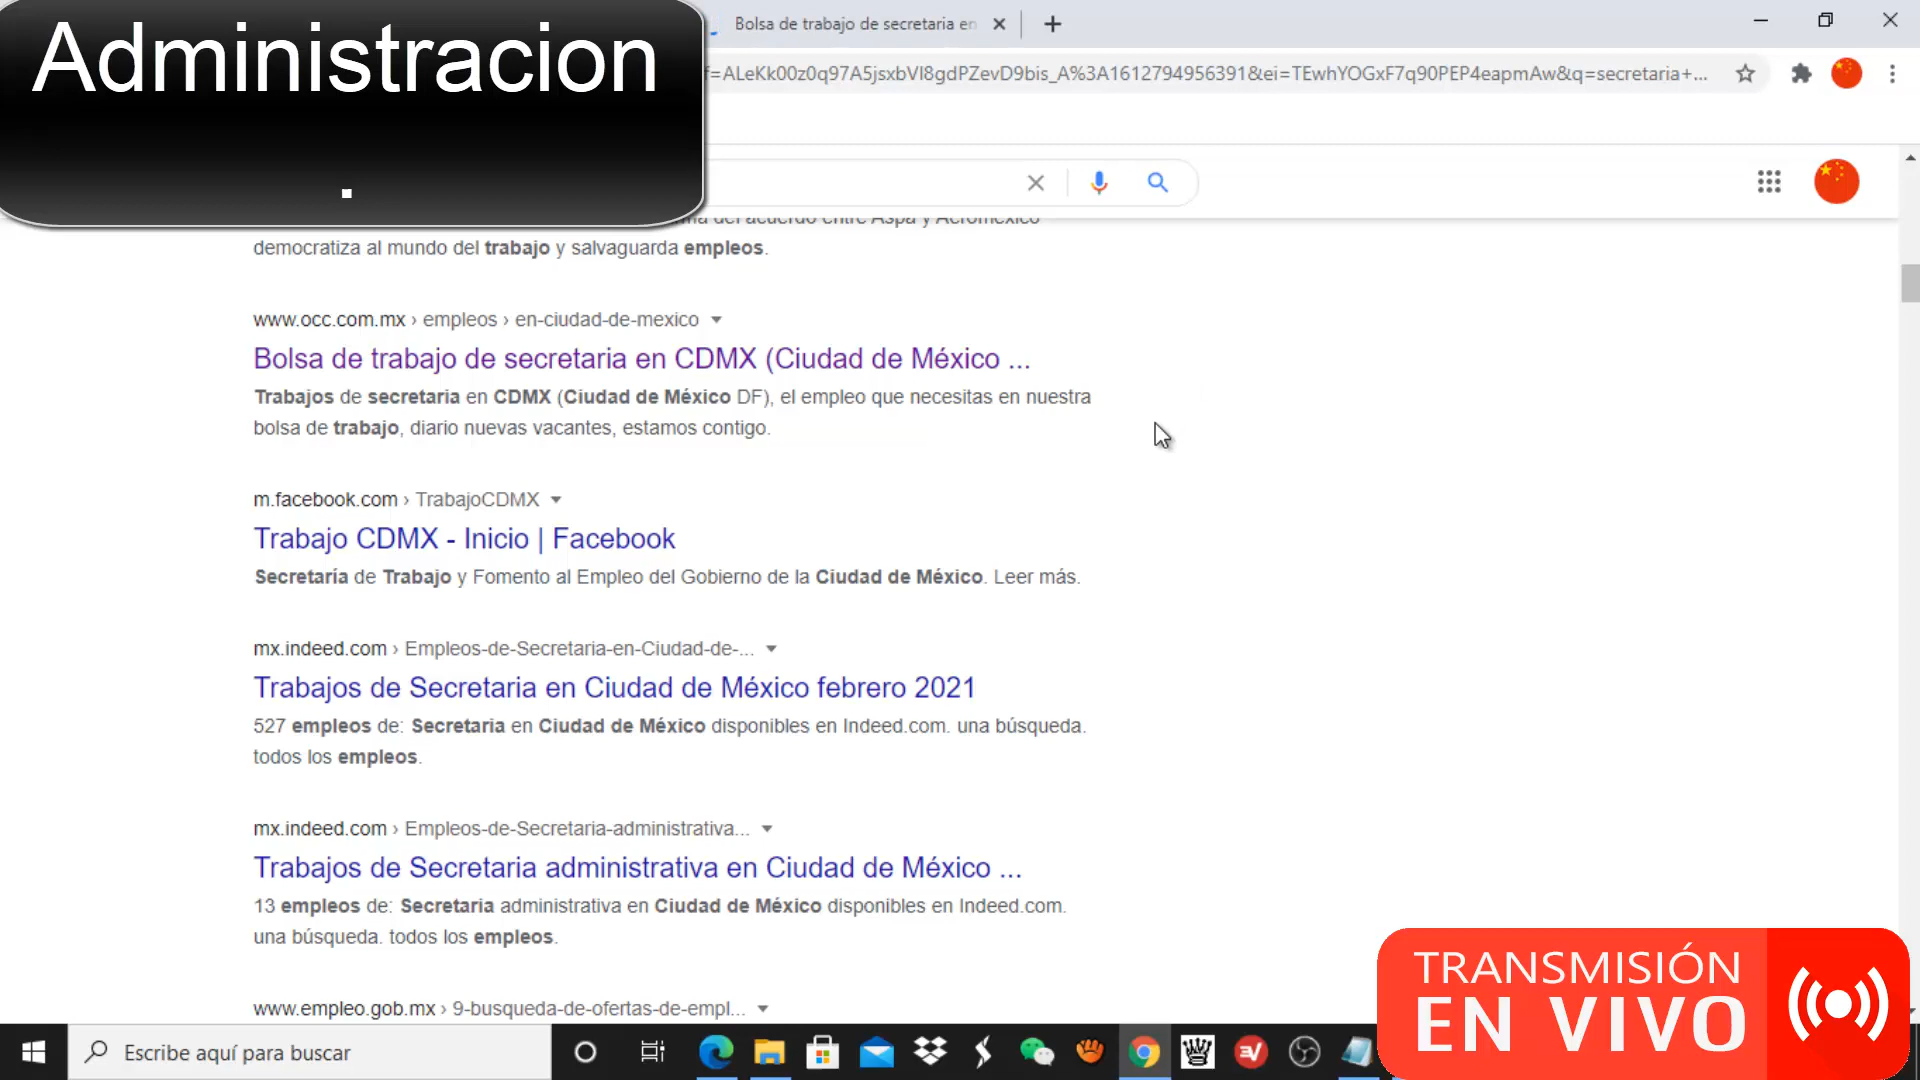 Administracion
.
Bolsa de trabajo de secretaria en
f=ALeKk00z0q97A5jsxbVI8gdPZevD9bis_A%3A1612794956391&ei=TEwhYOGxF7q90PEP4eapmAw&q=secretaria+...
del acuerdo entre Aspa y Aeroméxico
democratiza al mundo del trabajo y salvaguarda empleos.
www.occ.com.mx › empleos › en-ciudad-de-mexico
Bolsa de trabajo de secretaria en CDMX (Ciudad de México ...
Trabajos de secretaria en CDMX (Ciudad de México DF), el empleo que necesitas en nuestra
bolsa de trabajo, diario nuevas vacantes, estamos contigo.
m.facebook.com › TrabajoCDMX
Trabajo CDMX - Inicio | Facebook
Secretaría de Trabajo y Fomento al Empleo del Gobierno de la Ciudad de México. Leer más.
mx.indeed.com › Empleos-de-Secretaria-en-Ciudad-de-...
Trabajos de Secretaria en Ciudad de México febrero 2021
527 empleos de: Secretaria en Ciudad de México disponibles en Indeed.com. una búsqueda.
todos los empleos.
mx.indeed.com › Empleos-de-Secretaria-administrativa...
Trabajos de Secretaria administrativa en Ciudad de México ...
13 empleos de: Secretaria administrativa en Ciudad de México disponibles en Indeed.com.
una búsqueda. todos los empleos.
www.empleo.gob.mx › 9-busqueda-de-ofertas-de-empl...
TRANSMISIÓN
EN VIVO
Escribe aquí para buscar